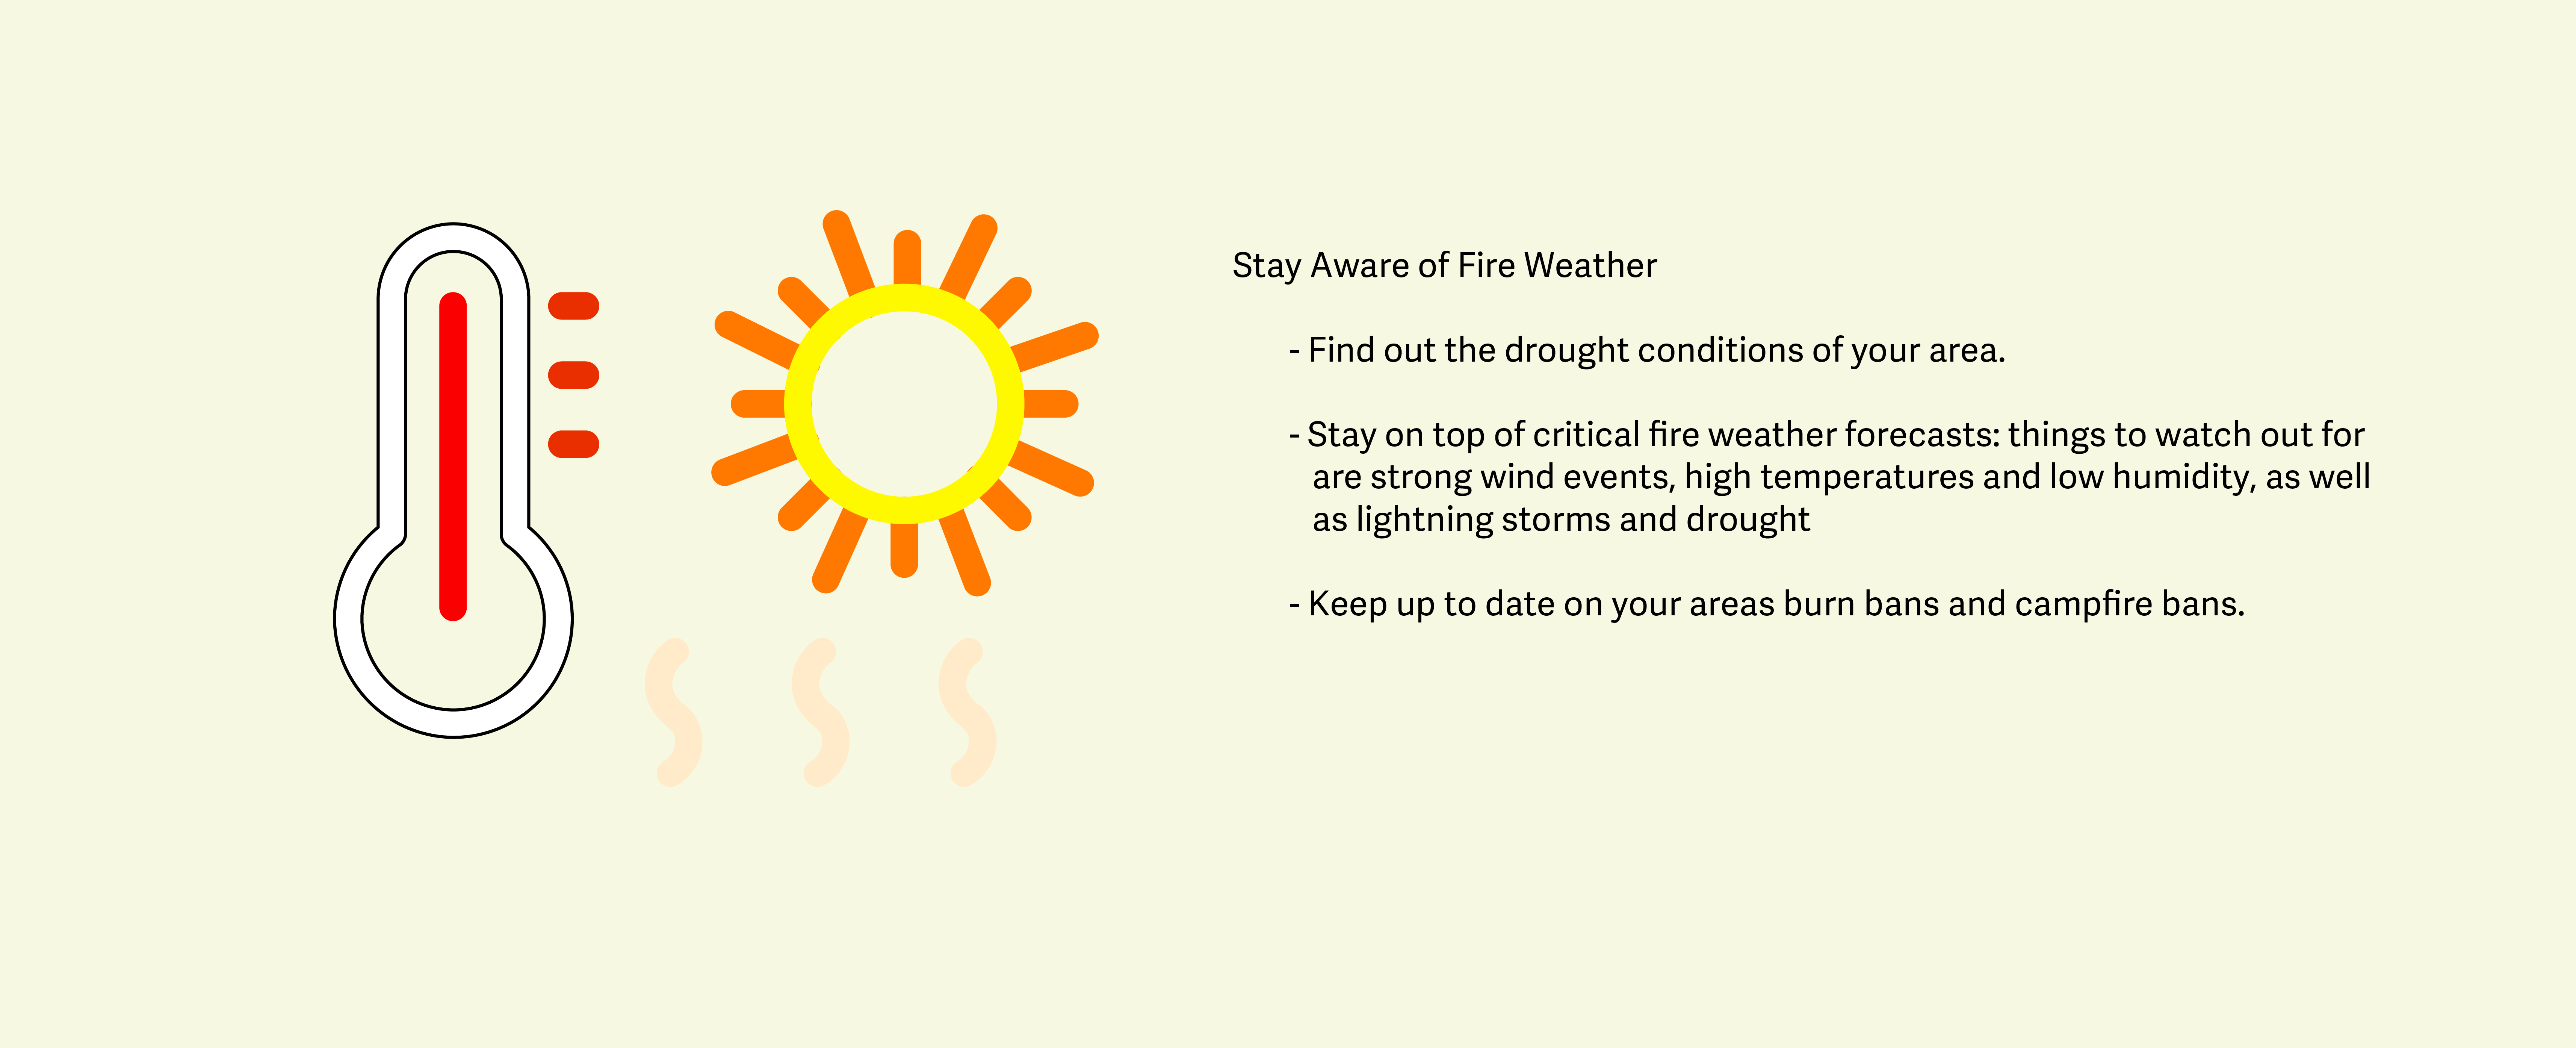 Stay Aware of Fire Weather
- Find out the drought conditions of your area.
- Stay on top of critical fire weather forecasts: things to watch out for
are strong wind events, high temperatures and low humidity, as well
as lightning storms and drought
- Keep up to date on your areas burn bans and campfire bans.